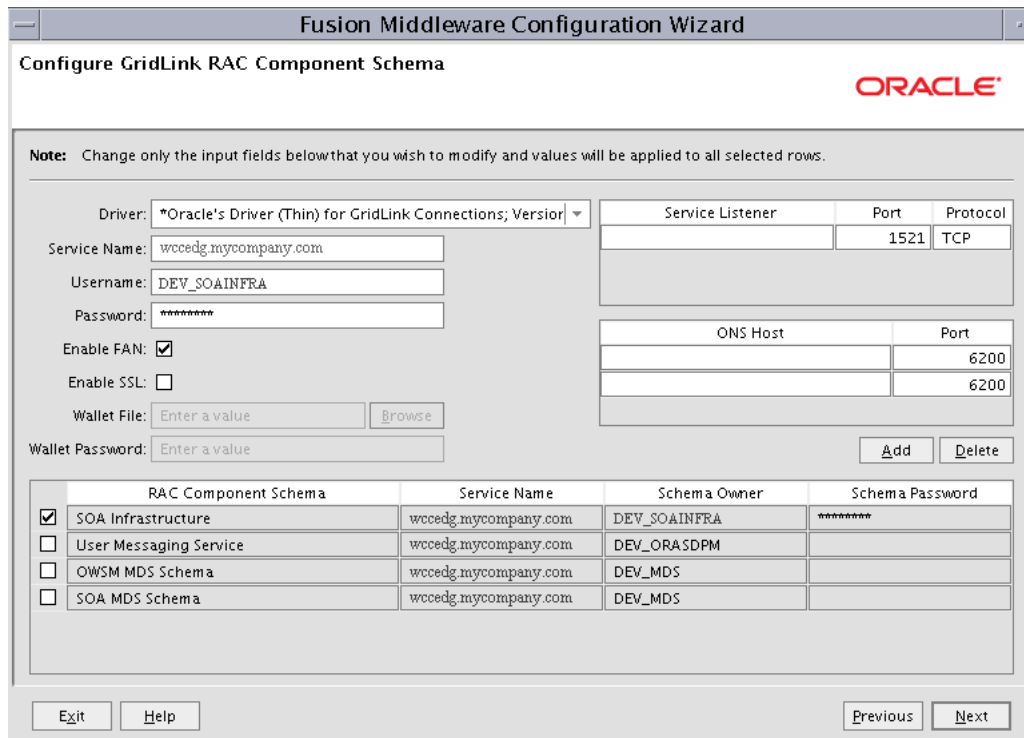 Fusion Middleware Configuration Wizard
Configure GridLink RAC Component Schema
ORACLE
Note: Change only the input fields below that you wish to modify and values will be applied to all selected rows.
Driver: *Oracle's Driver (Thin) for GridLink Connections; Version
Service Name: wccedg.mycompany.com
Username: DEV_SOAINFRA
Password: ********
Enable FAN:
Enable SSL:
Wallet File: Enter a value Browse
Wallet Password: Enter a value
Service Listener Port Protocol
1521 TCP
ONS Host Port
6200
6200
Add Delete
RAC Component Schema Service Name Schema Owner Schema Password
SOA Infrastructure wccedg.mycompany.com DEV_SOAINFRA ********
User Messaging Service wccedg.mycompany.com DEV_ORASDPM
OWSM MDS Schema wccedg.mycompany.com DEV_MDS
SOA MDS Schema wccedg.mycompany.com DEV_MDS
Exit Help Previous Next